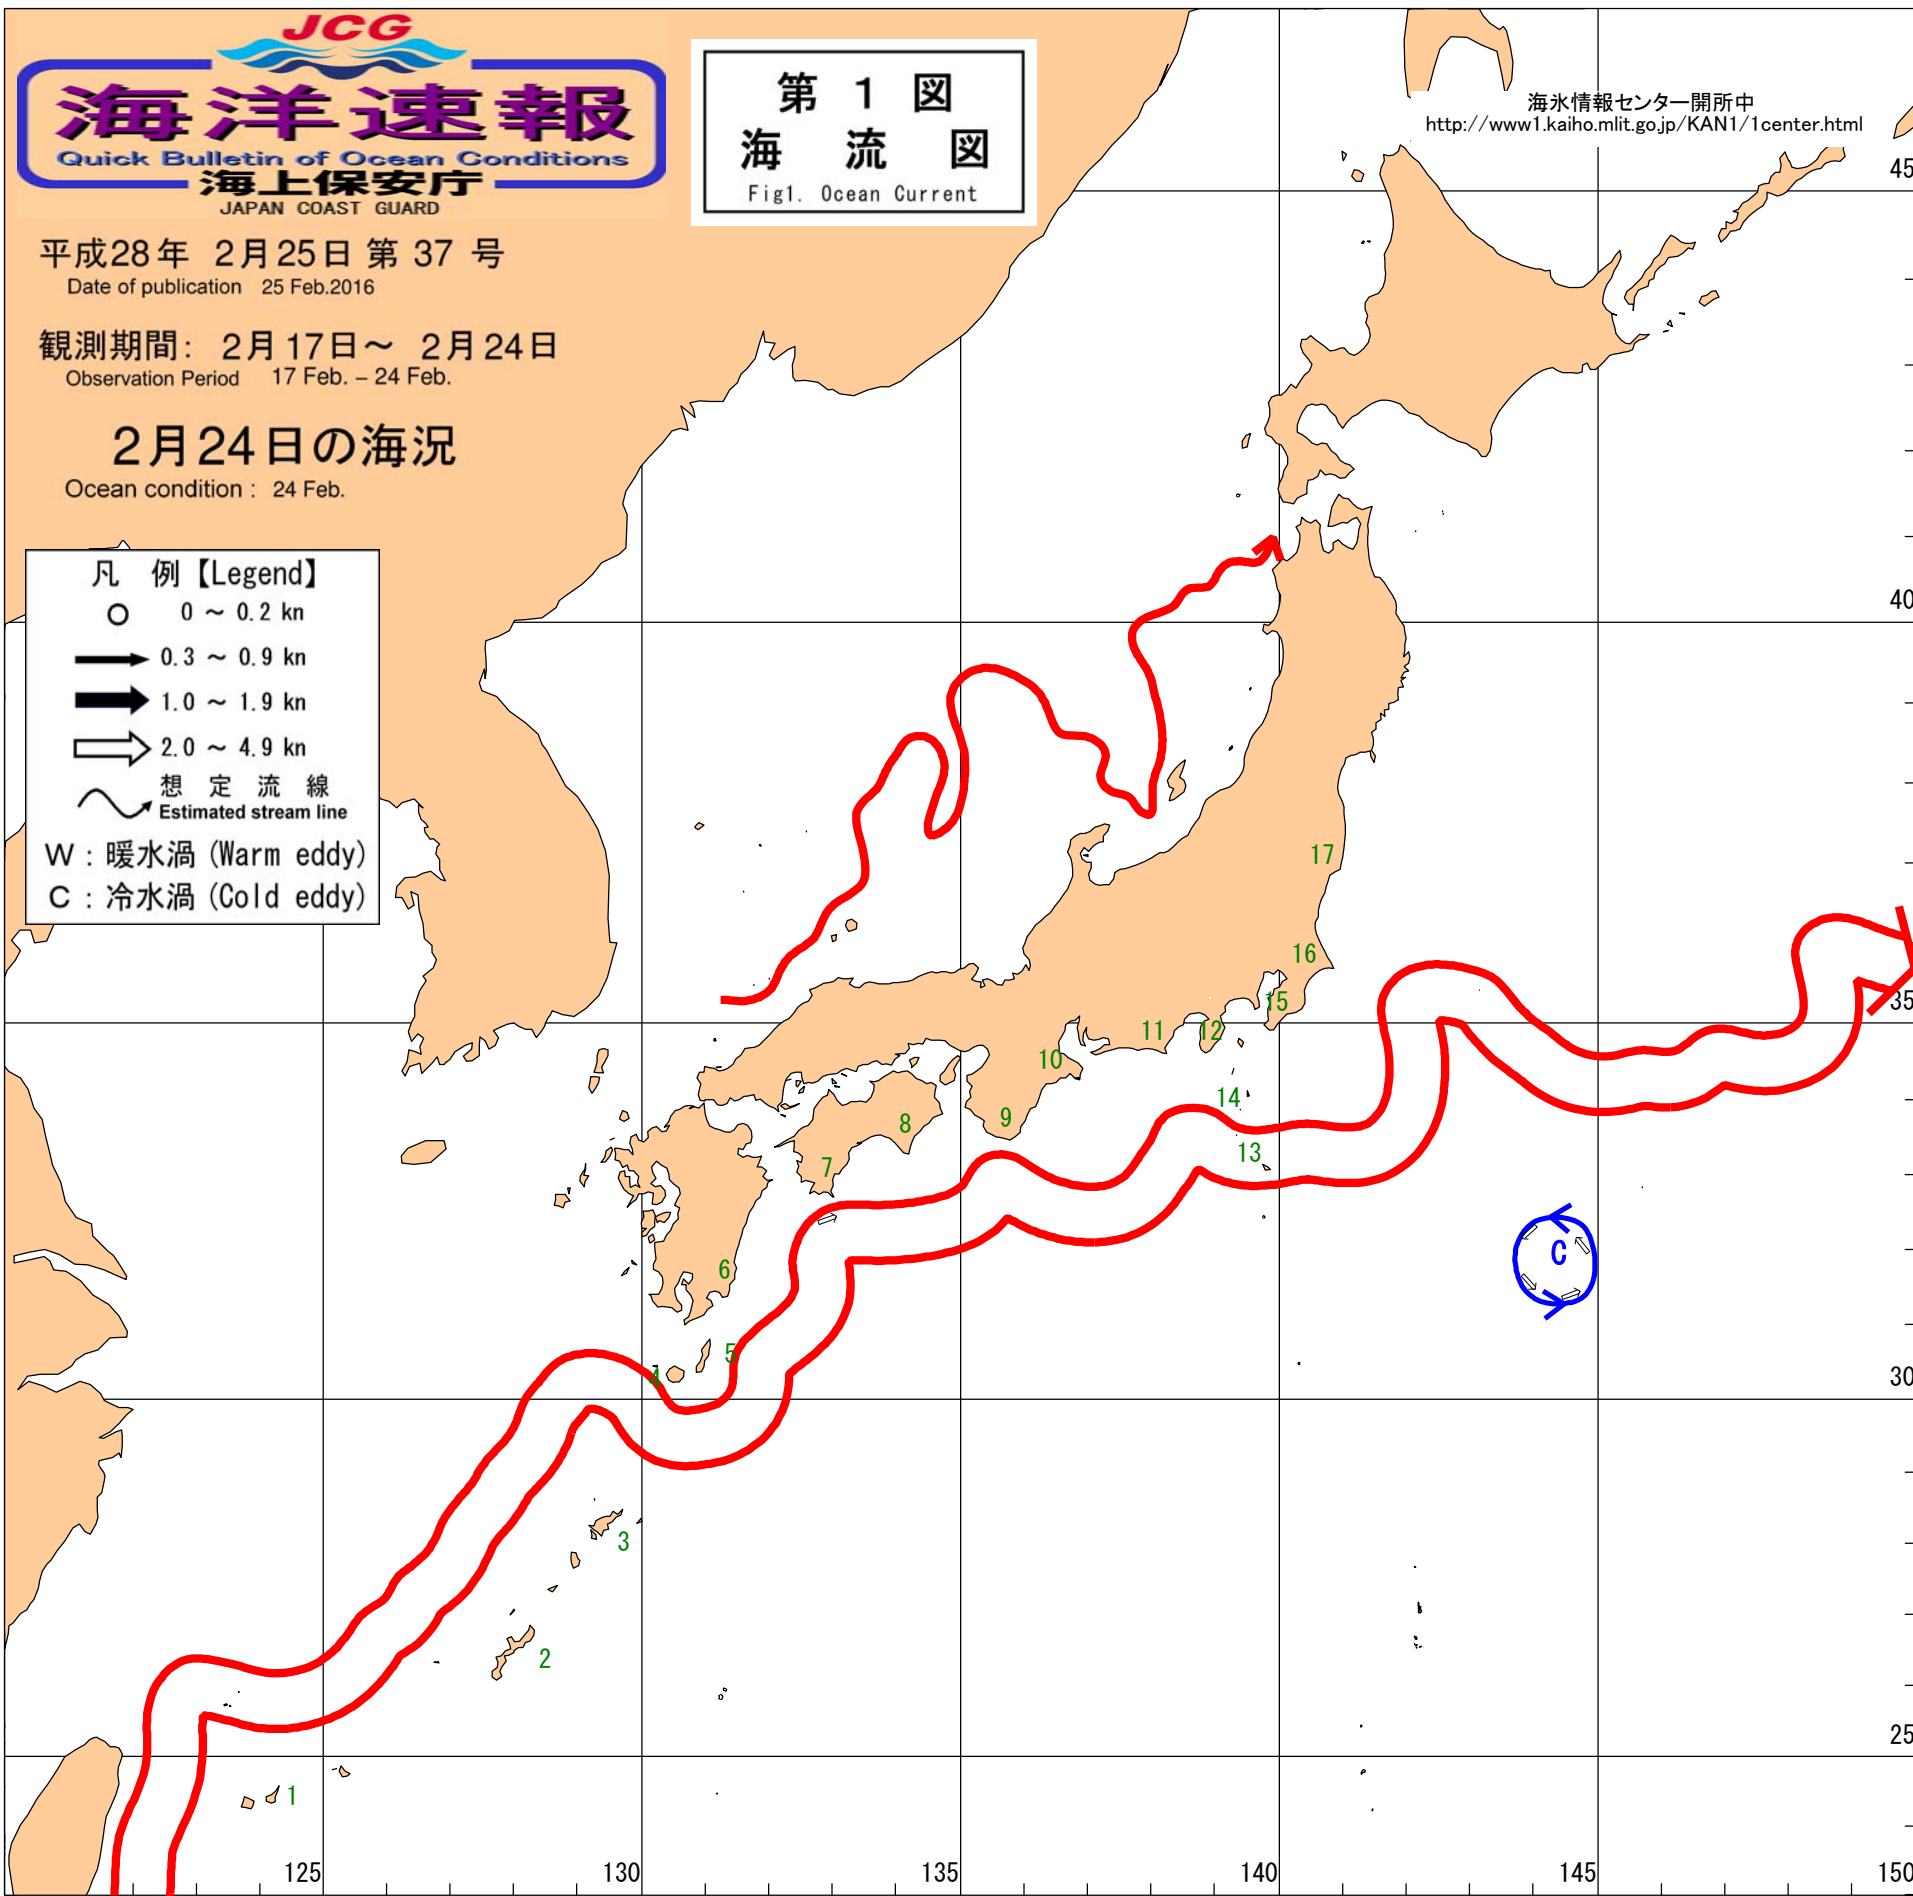 JCG
海洋速報
Quick Bulletin of Ocean Conditions
海上保安庁
JAPAN COAST GUARD
第 1 図
海 流 図
Fig1. Ocean Current
海氷情報センター開所中
http://www1.kaiho.mlit.go.jp/KAN1/1center.html
平成28年 2月25日 第 37 号
Date of publication 25 Feb.2016
観測期間: 2月17日～ 2月24日
Observation Period 17 Feb. – 24 Feb.
2月24日の海況
Ocean condition : 24 Feb.
凡 例【Legend】
0 ～ 0.2 kn
0.3 ～ 0.9 kn
1.0 ～ 1.9 kn
2.0 ～ 4.9 kn
想 定 流 線
Estimated stream line
W : 暖水渦 (Warm eddy)
C : 冷水渦 (Cold eddy)
45
40
17
16
35
15
12
11
10
14
9
8
13
7
C
6
5
4
30
3
2
25
1
125
130
135
140
145
150